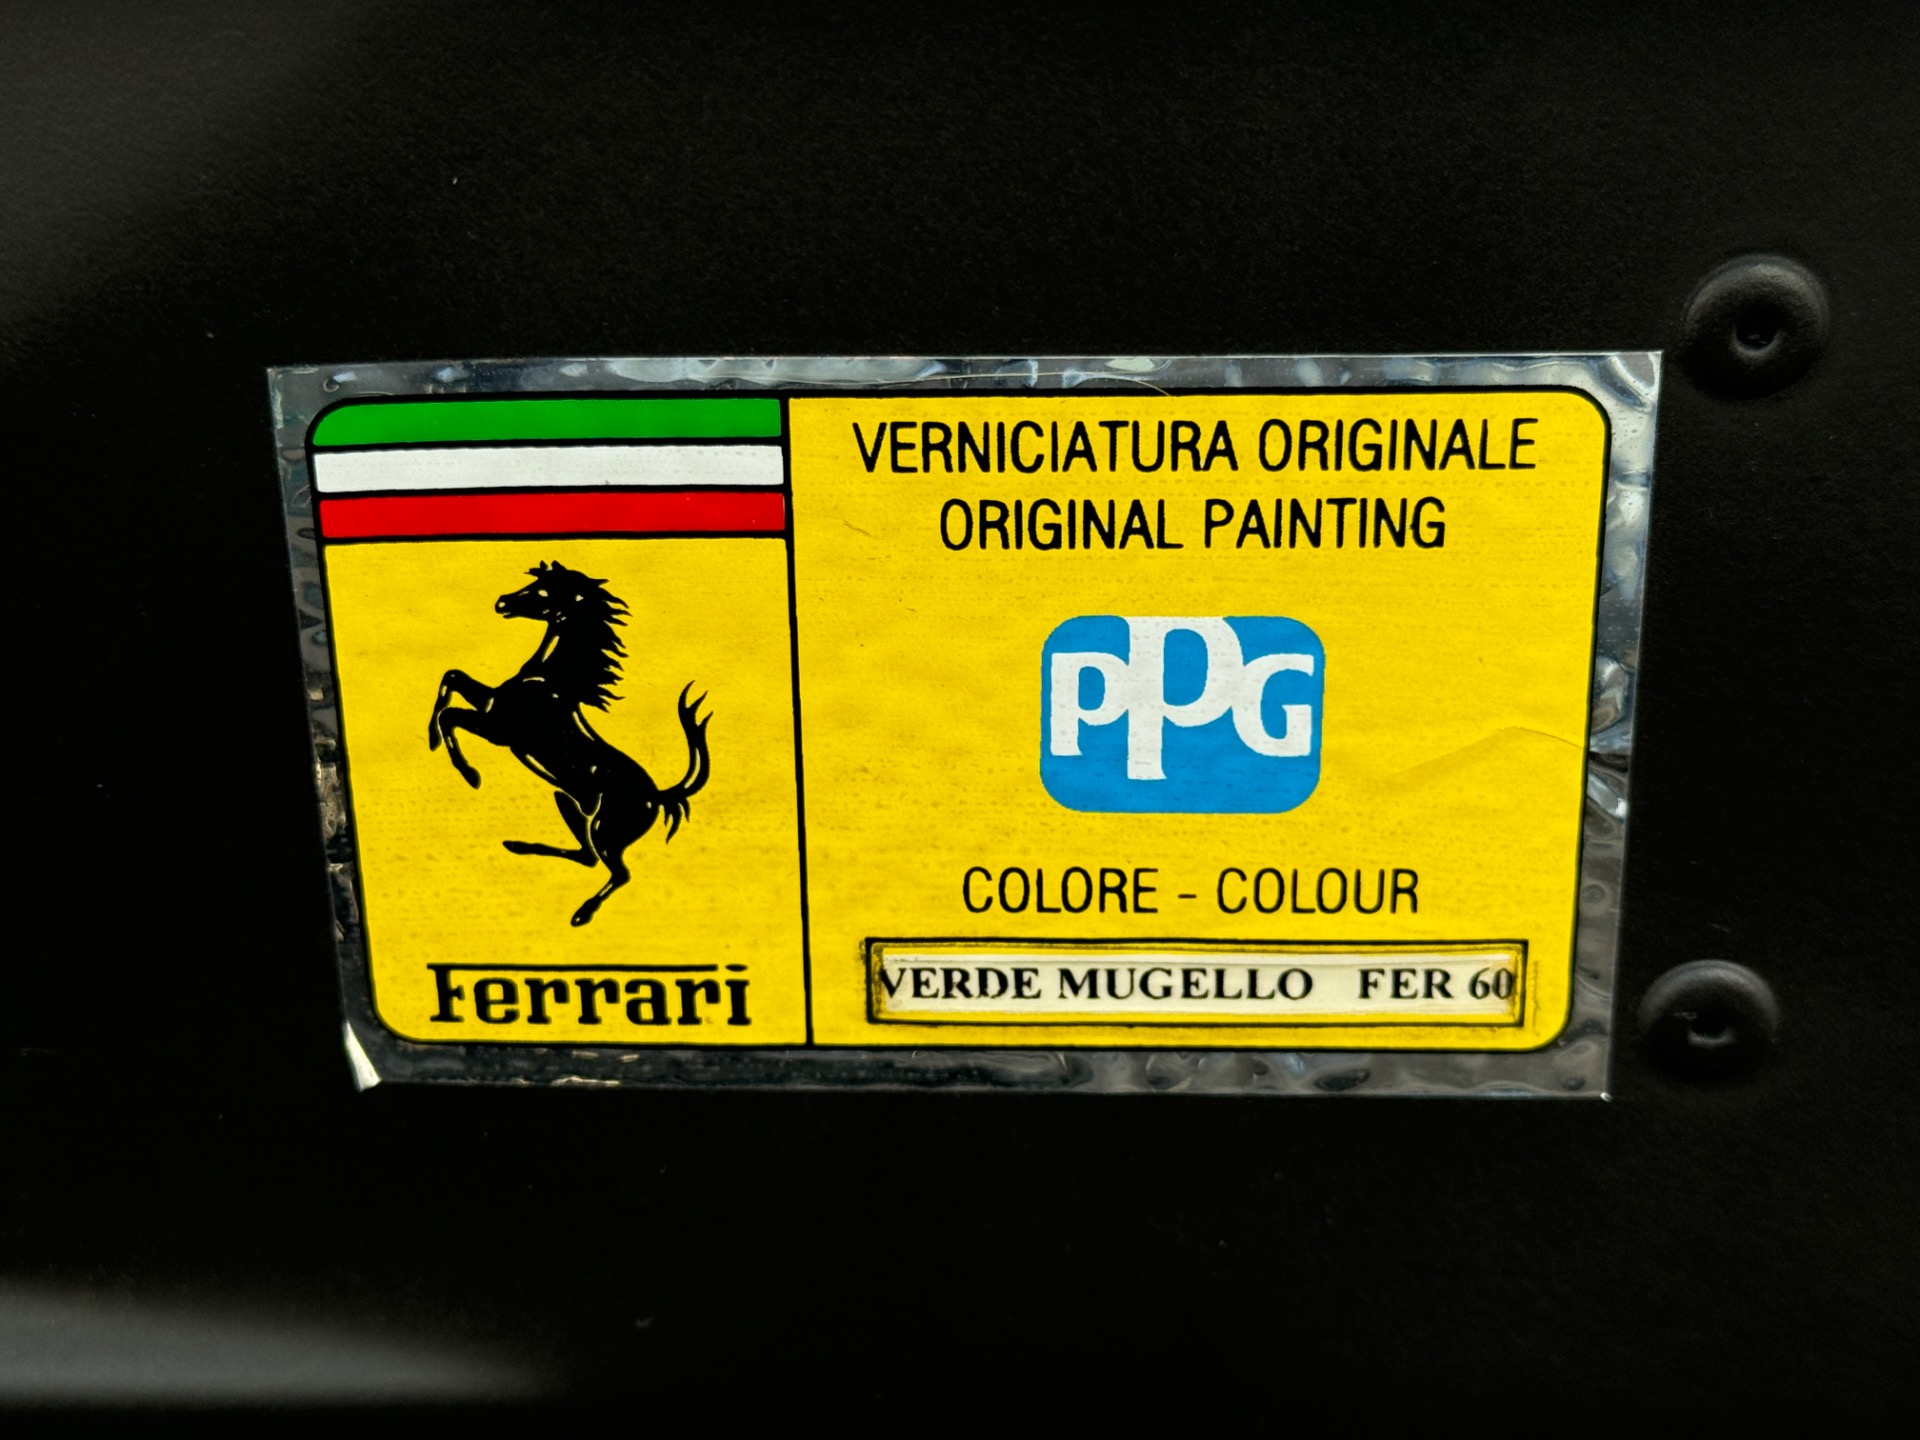 VERNICIATURA ORIGINALE
ORIGINAL PAINTING
PPG
COLORE - COLOUR
VERDE MUGELLO FER 60
Ferrari